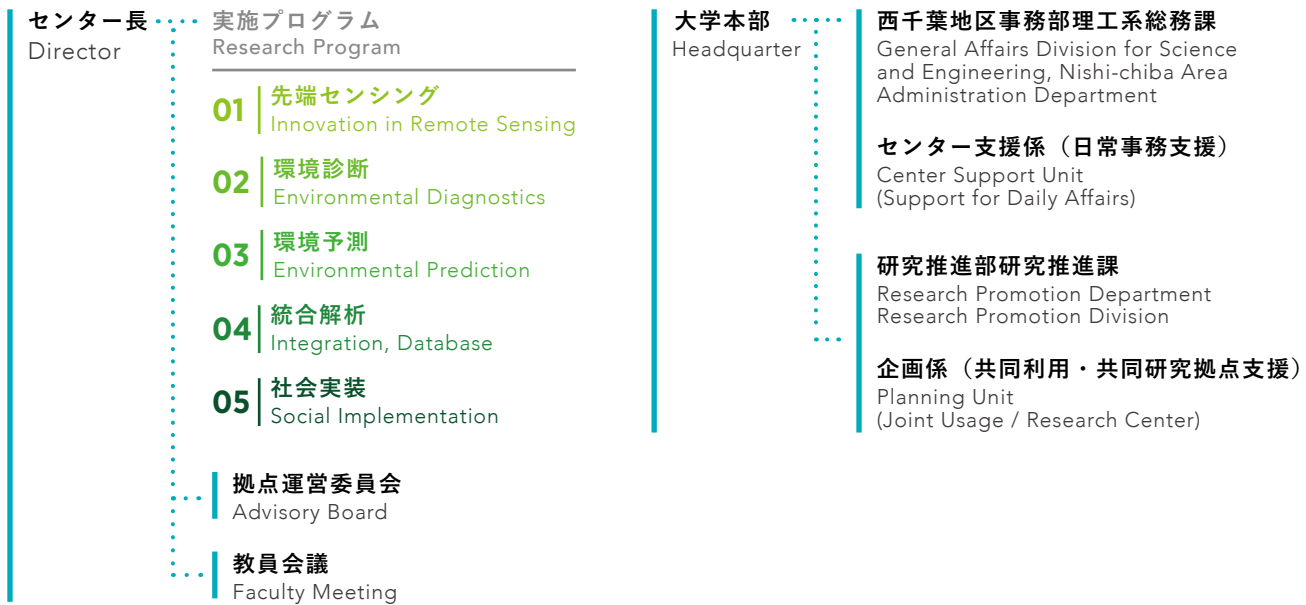 センター長
Director
実施プログラム
Research Program
01
先端センシング
Innovation in Remote Sensing
02
環境診断
Environmental Diagnostics
03
環境予測
Environmental Prediction
04
統合解析
Integration, Database
05
社会実装
Social Implementation
拠点運営委員会
Advisory Board
教員会議
Faculty Meeting
大学本部
Headquarter
西千葉地区事務部理工系総務課
General Affairs Division for Science
and Engineering, Nishi-chiba Area
Administration Department
センター支援係（日常事務支援）
Center Support Unit
(Support for Daily Affairs)
研究推進部研究推進課
Research Promotion Department
Research Promotion Division
企画係（共同利用・共同研究拠点支援）
Planning Unit
(Joint Usage / Research Center)